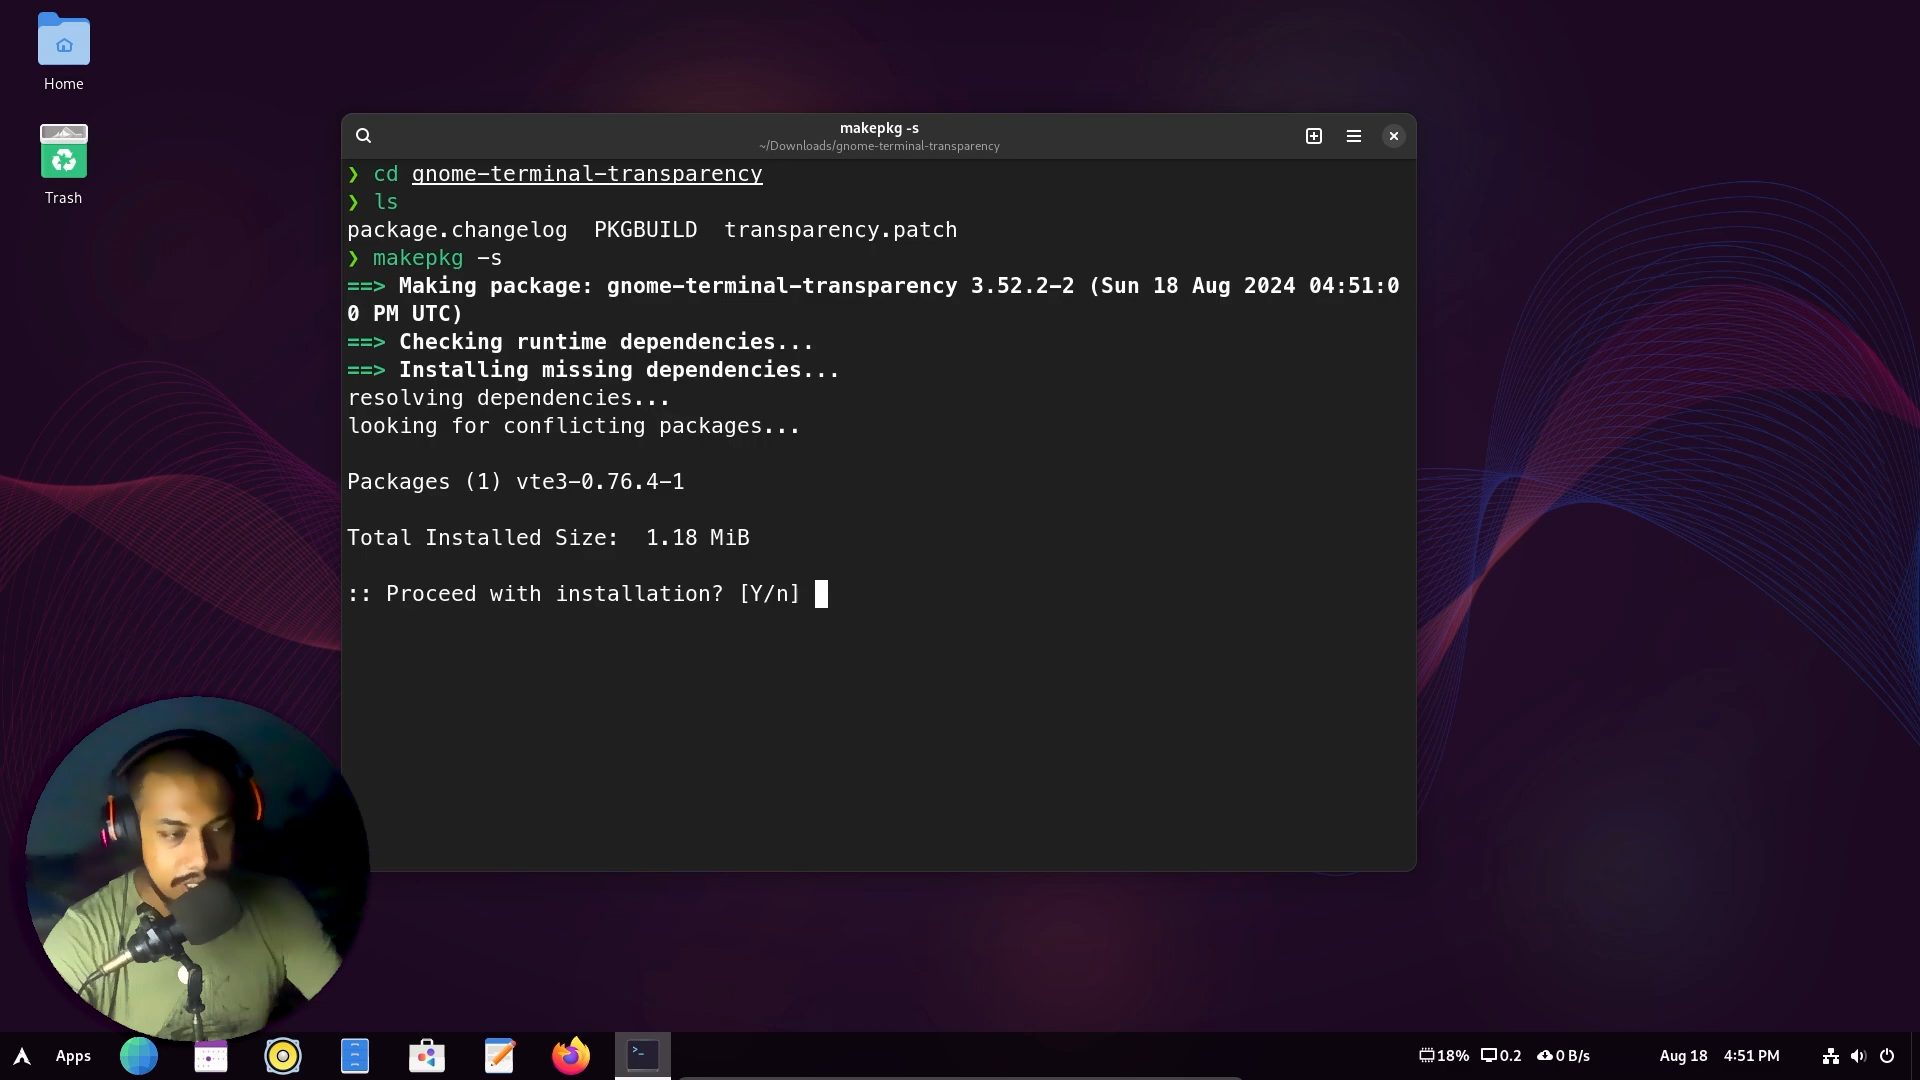 Home
Trash
makepkg -s
~/Downloads/gnome-terminal-transparency
❯ cd gnome-terminal-transparency
❯ ls
package.changelog  PKGBUILD  transparency.patch
❯ makepkg -s
==> Making package: gnome-terminal-transparency 3.52.2-2 (Sun 18 Aug 2024 04:51:0
0 PM UTC)
==> Checking runtime dependencies...
==> Installing missing dependencies...
resolving dependencies...
looking for conflicting packages...
Packages (1) vte3-0.76.4-1
Total Installed Size:  1.18 MiB
:: Proceed with installation? [Y/n]
Apps
18% 0.2 0 B/s Aug 18 4:51 PM